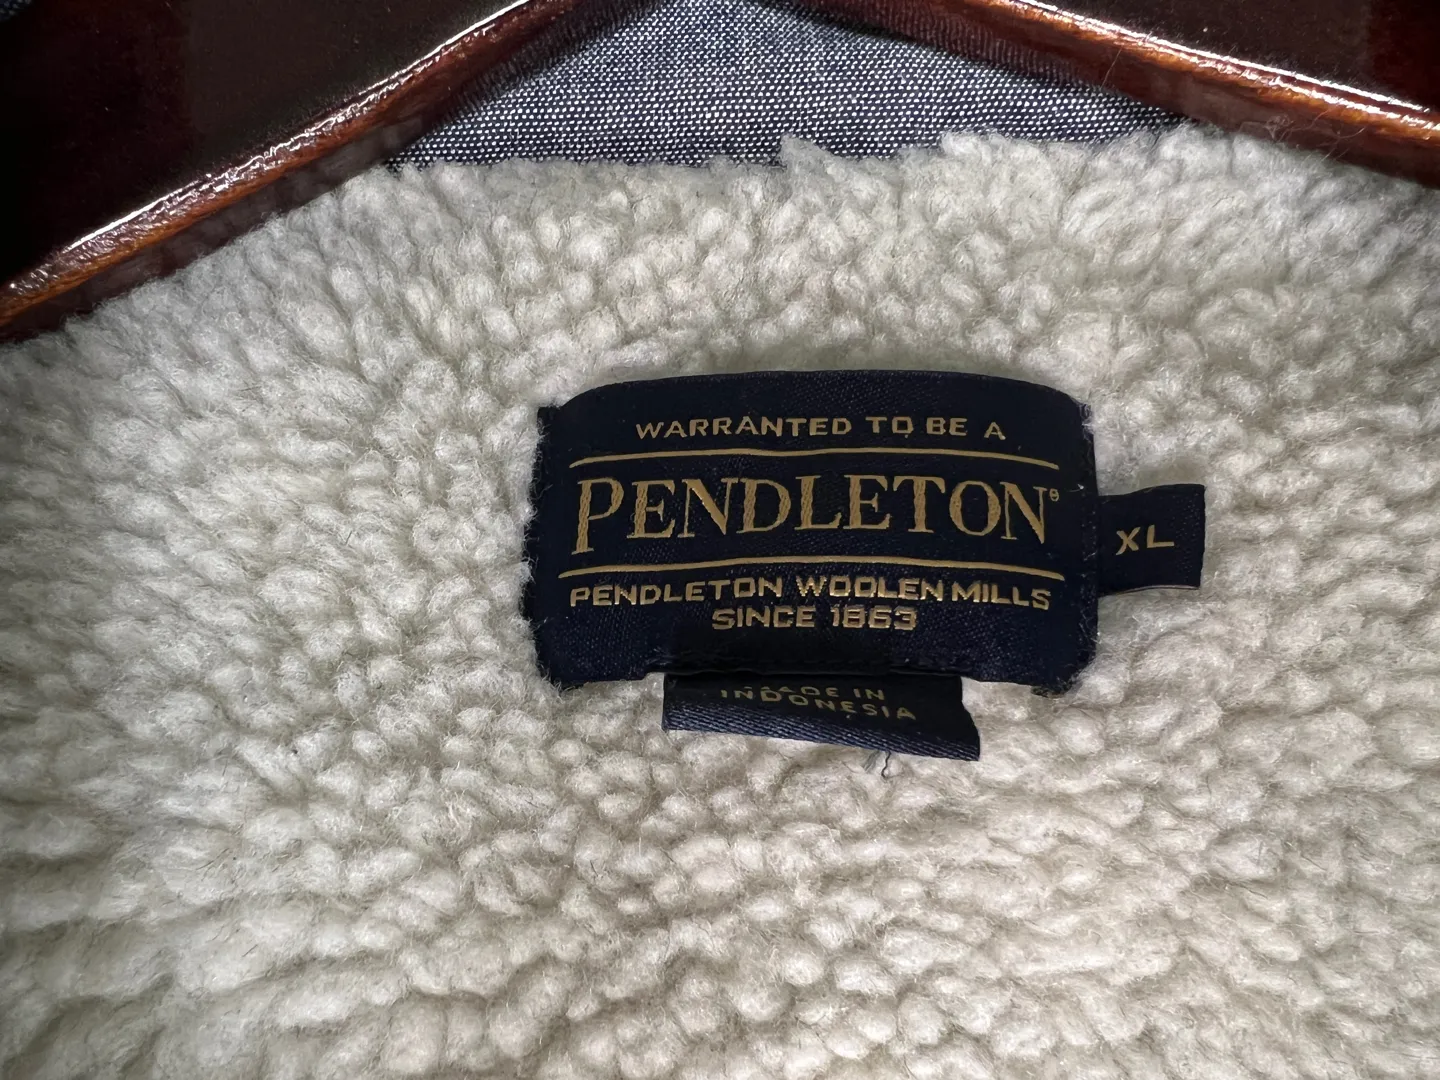 WARRANTED TO BE A
PENDLETON®
XL
PENDLETON WOOLEN MILLS
SINCE 1863
MADE IN
INDONESIA